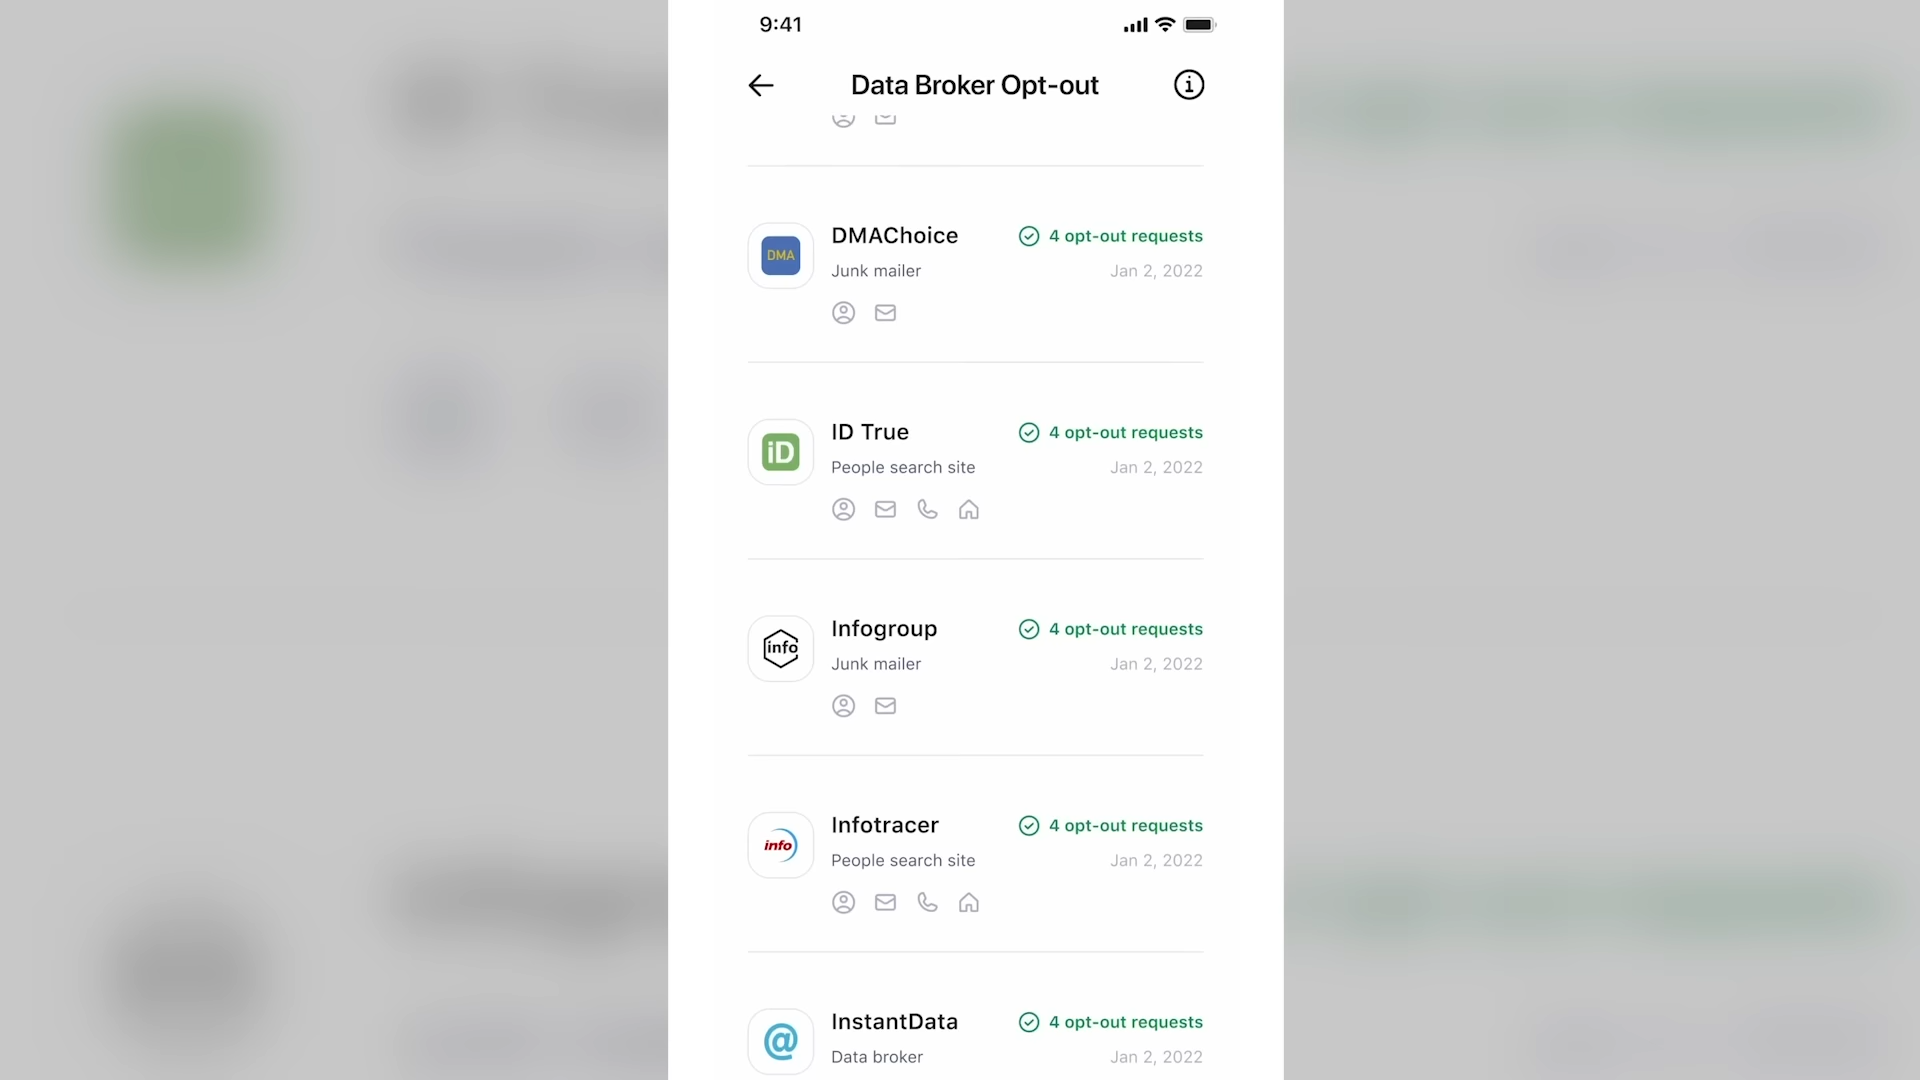 9:41
Data Broker Opt-out
DMA
DMAChoice
4 opt-out requests
Junk mailer
Jan 2, 2022
iD
ID True
4 opt-out requests
People search site
Jan 2, 2022
info
Infogroup
4 opt-out requests
Junk mailer
Jan 2, 2022
info
Infotracer
4 opt-out requests
People search site
Jan 2, 2022
@
InstantData
4 opt-out requests
Data broker
Jan 2, 2022